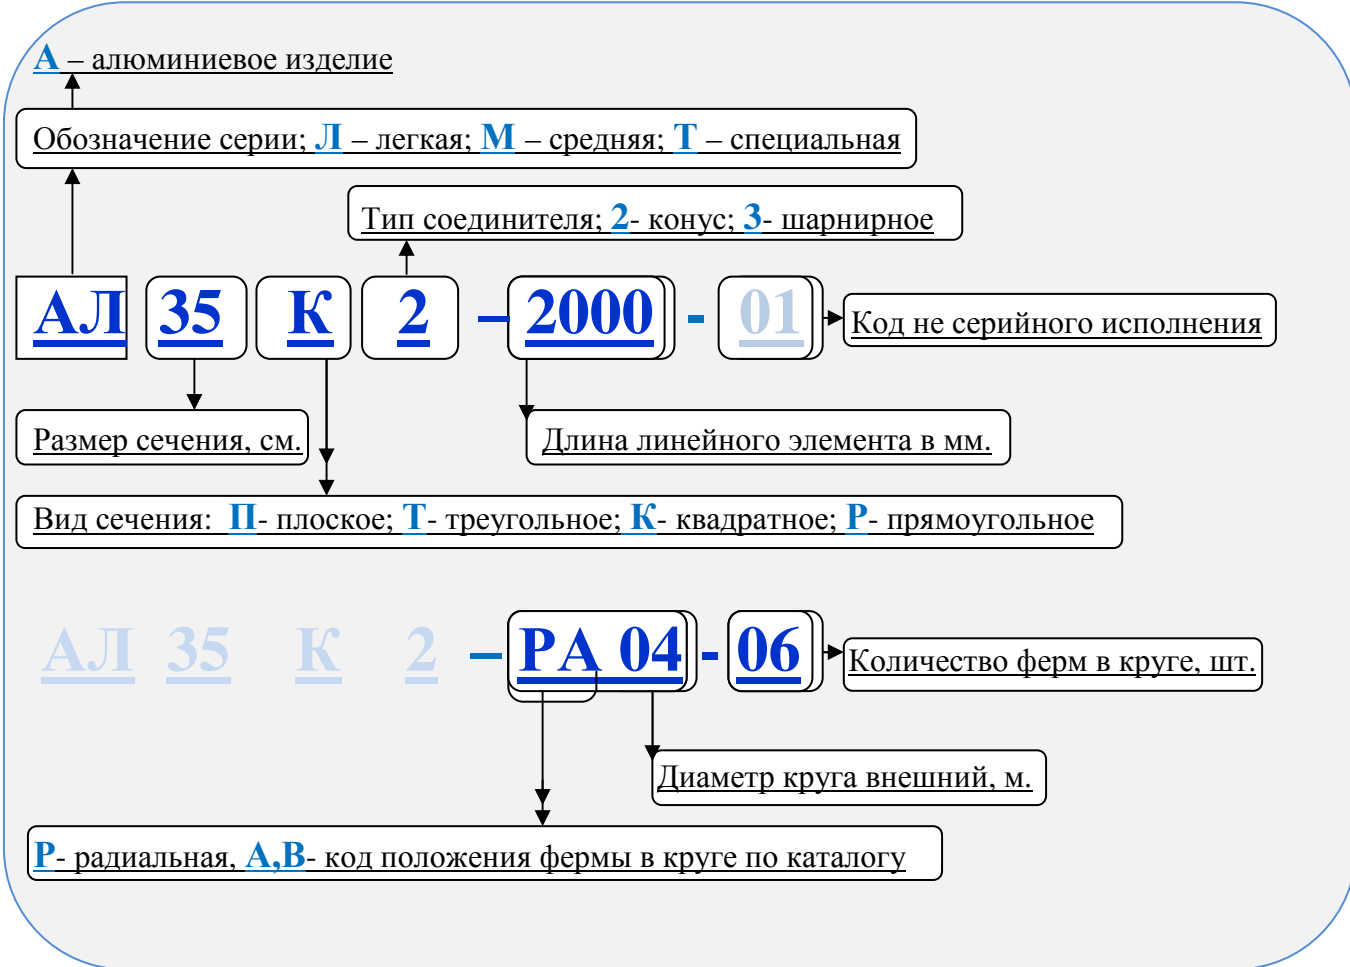 А – алюминиевое изделие
Обозначение серии; Л – легкая; М – средняя; Т – специальная
Тип соединителя; 2- конус; 3- шарнирное
АЛ 35 К 2 – 2000 - 01
Код не серийного исполнения
Размер сечения, см.
Длина линейного элемента в мм.
Вид сечения: П- плоское; Т- треугольное; К- квадратное; Р- прямоугольное
АЛ 35 К 2 – РА 04 - 06
Количество ферм в круге, шт.
Диаметр круга внешний, м.
Р- радиальная, А,В- код положения фермы в круге по каталогу